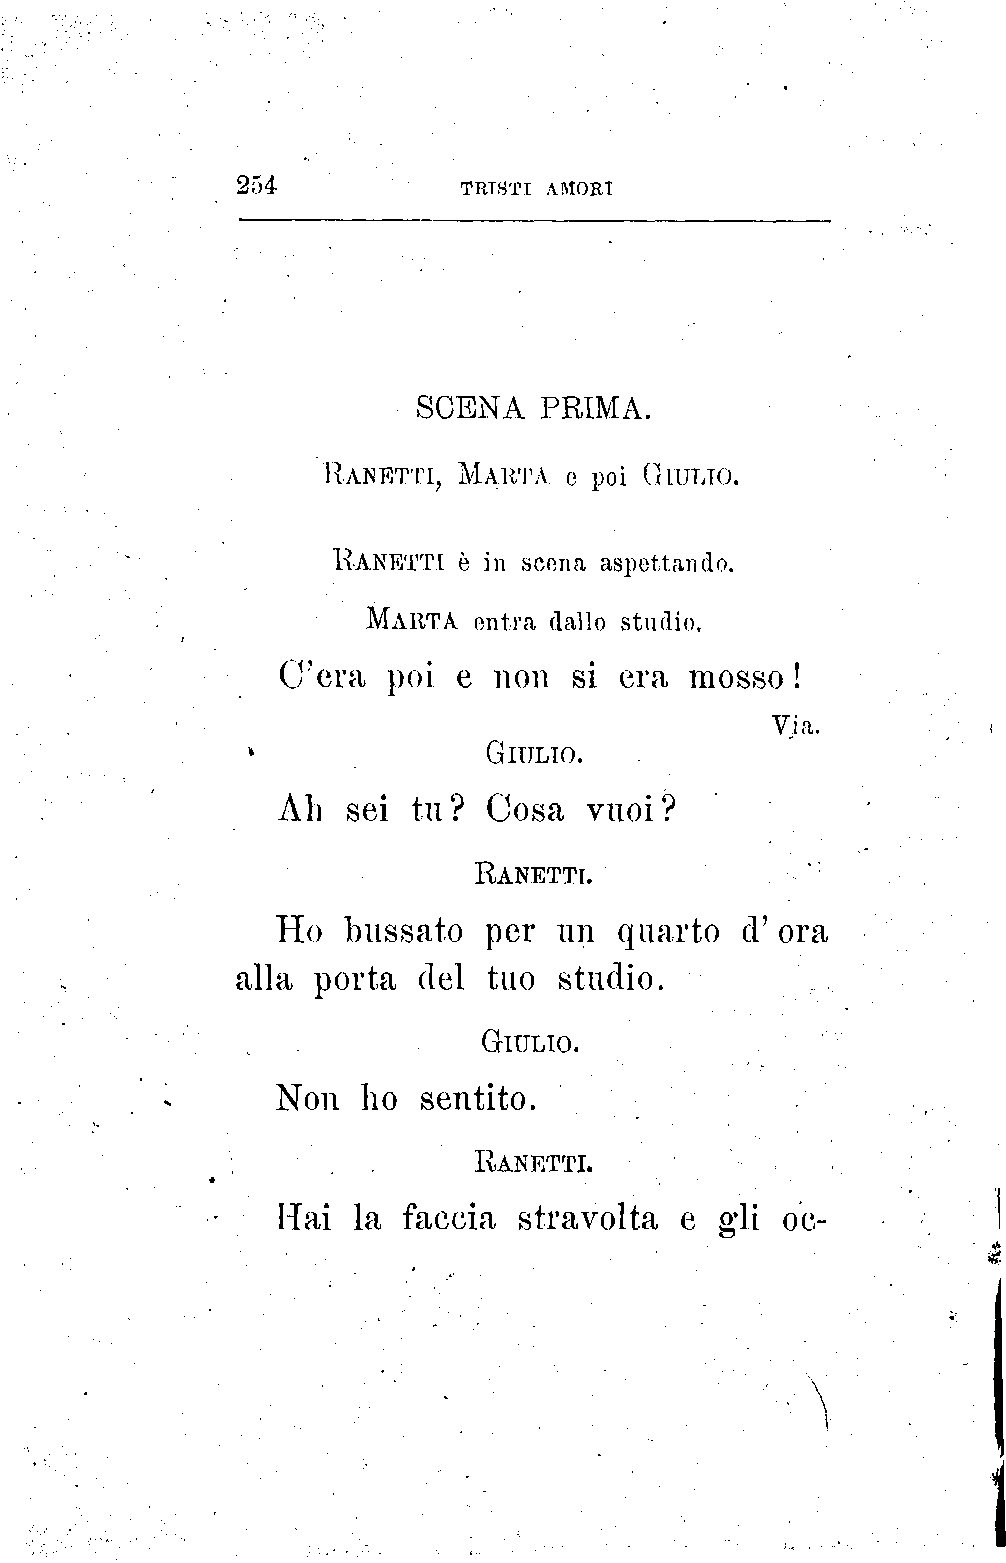 254 TRISTI AMORI
SCENA PRIMA.
RANETTI, MARTA e poi GIULIO.
RANETTI è in scena aspettando.
MARTA entra dallo studio.
C'era poi e non si era mosso!
Via.
GIULIO.
Ah sei tu? Cosa vuoi?
RANETTI.
Ho bussato per un quarto d'ora
alla porta del tuo studio.
GIULIO.
Non ho sentito.
RANETTI.
Hai la faccia stravolta e gli oc-